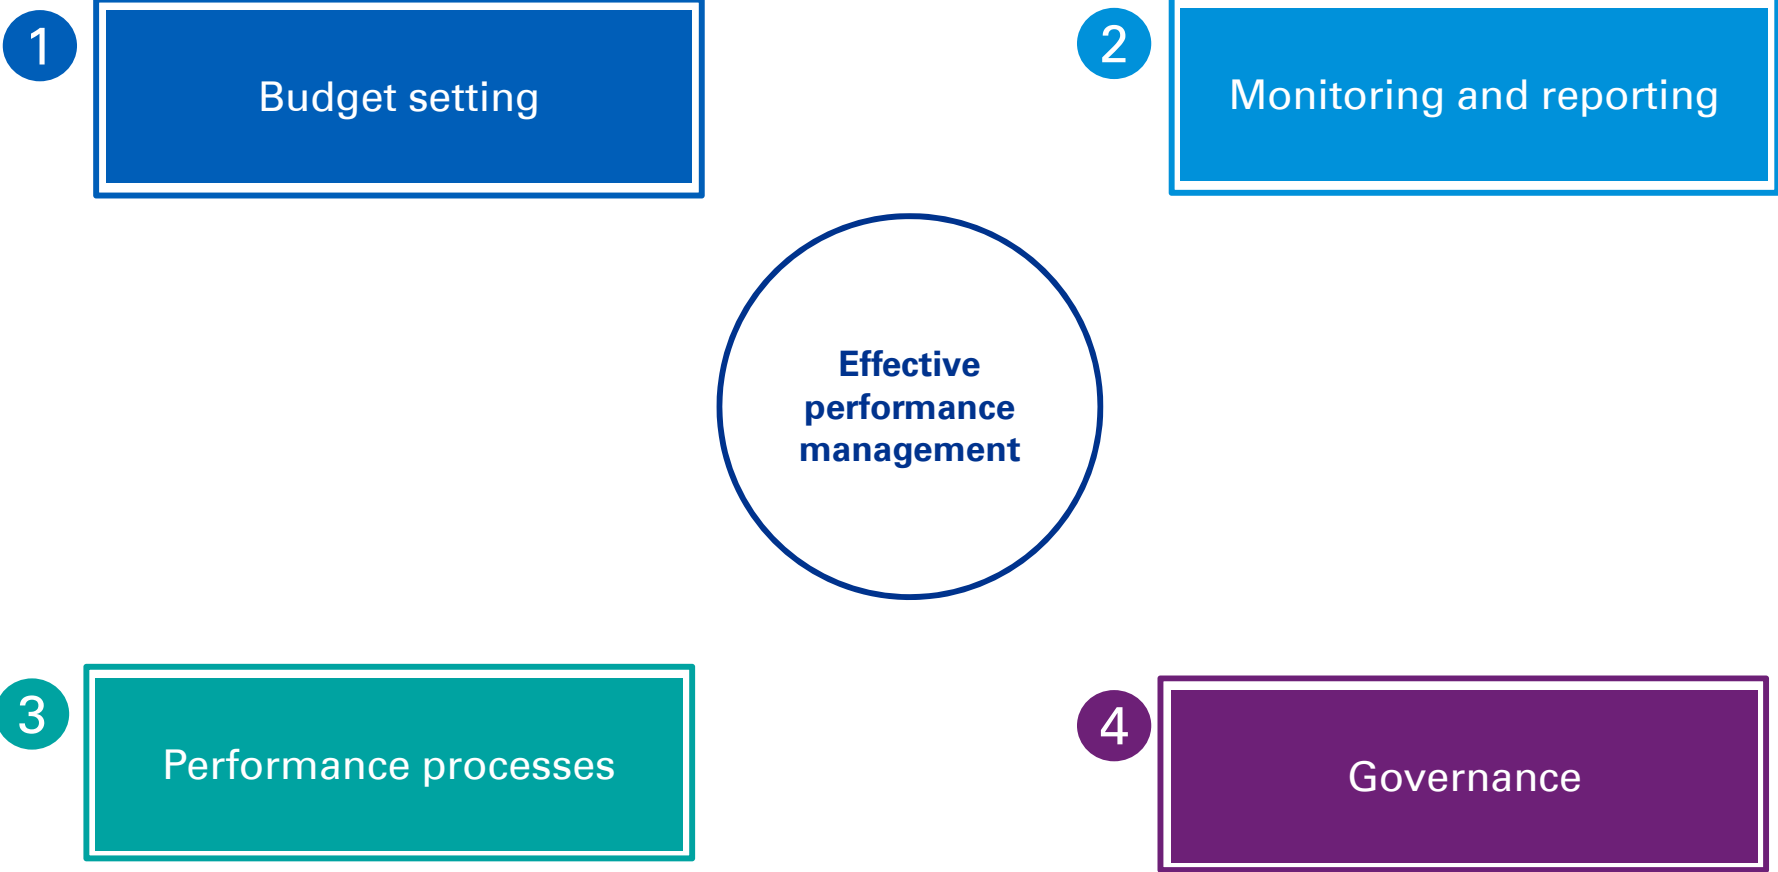 1
Budget setting
2
Monitoring and reporting
Effective
performance
management
3
Performance processes
4
Governance